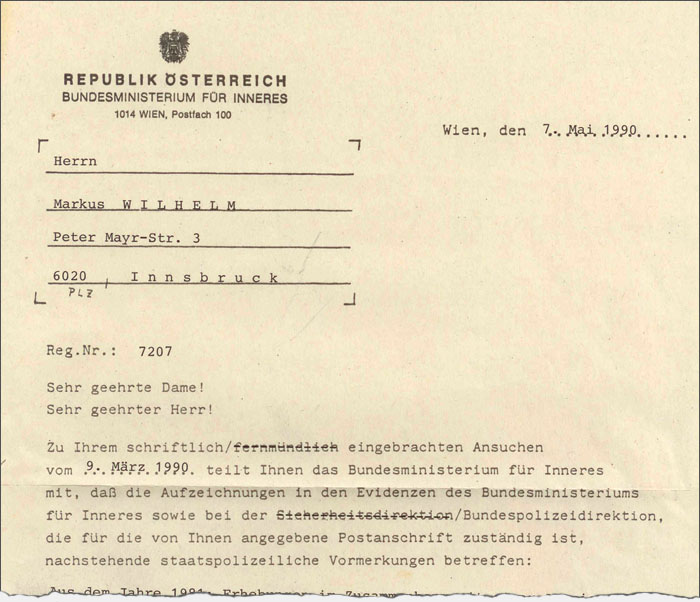 REPUBLIK ÖSTERREICH
BUNDESMINISTERIUM FÜR INNERES
1014 WIEN, Postfach 100
Wien, den 7. Mai 1990
Herrn
Markus W I L H E L M
Peter Mayr-Str. 3
6020 , I n n s b r u c k
PLZ
Reg.Nr.: 7207
Sehr geehrte Dame!
Sehr geehrter Herr!
Zu Ihrem schriftlich/fernmündlich eingebrachten Ansuchen
vom 9. März 1990. teilt Ihnen das Bundesministerium für Inneres
mit, daß die Aufzeichnungen in den Evidenzen des Bundesministeriums
für Inneres sowie bei der Sicherheitsdirektion/Bundespolizeidirektion,
die für die von Ihnen angegebene Postanschrift zuständig ist,
nachstehende staatspolizeiliche Vormerkungen betreffen:
Aus dem Jahre Erhebungen